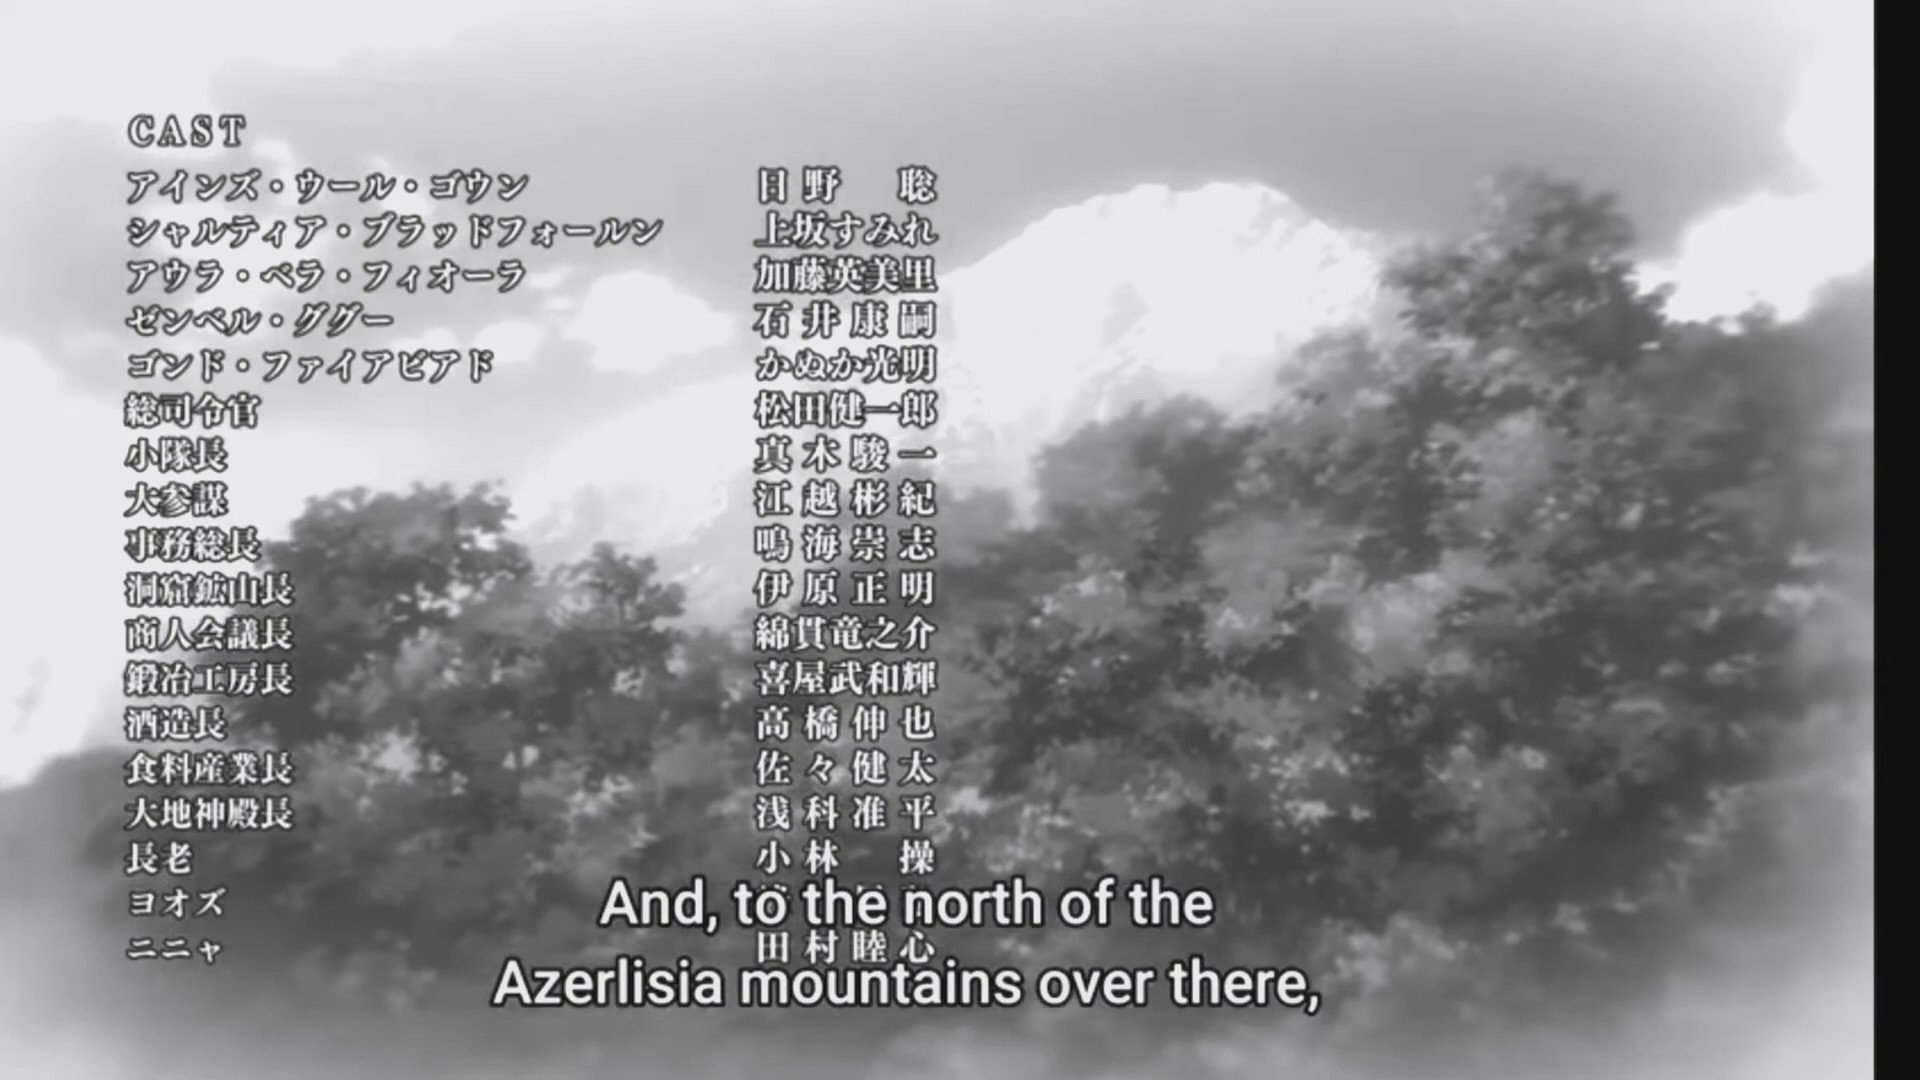 CAST
アインズ・ウール・ゴウン 日野 聡
シャルティア・ブラッドフォールン 上坂すみれ
アウラ・ベラ・フィオーラ 加藤英美里
ゼンベル・ググー 石井康嗣
ゴンド・ファイアビアド かぬか光明
総司令官 松田健一郎
小隊長 真木駿一
大参謀 江越彬紀
事務総長 鳴海崇志
洞窟鉱山長 伊原正明
商人会議長 綿貫竜之介
鍛冶工房長 喜屋武和輝
酒造長 高橋伸也
食料産業長 佐々健太
大地神殿長 浅科准平
長老 小林 操
ヨオズ
ニニャ 田村睦心
And, to the north of the
Azerlisia mountains over there,